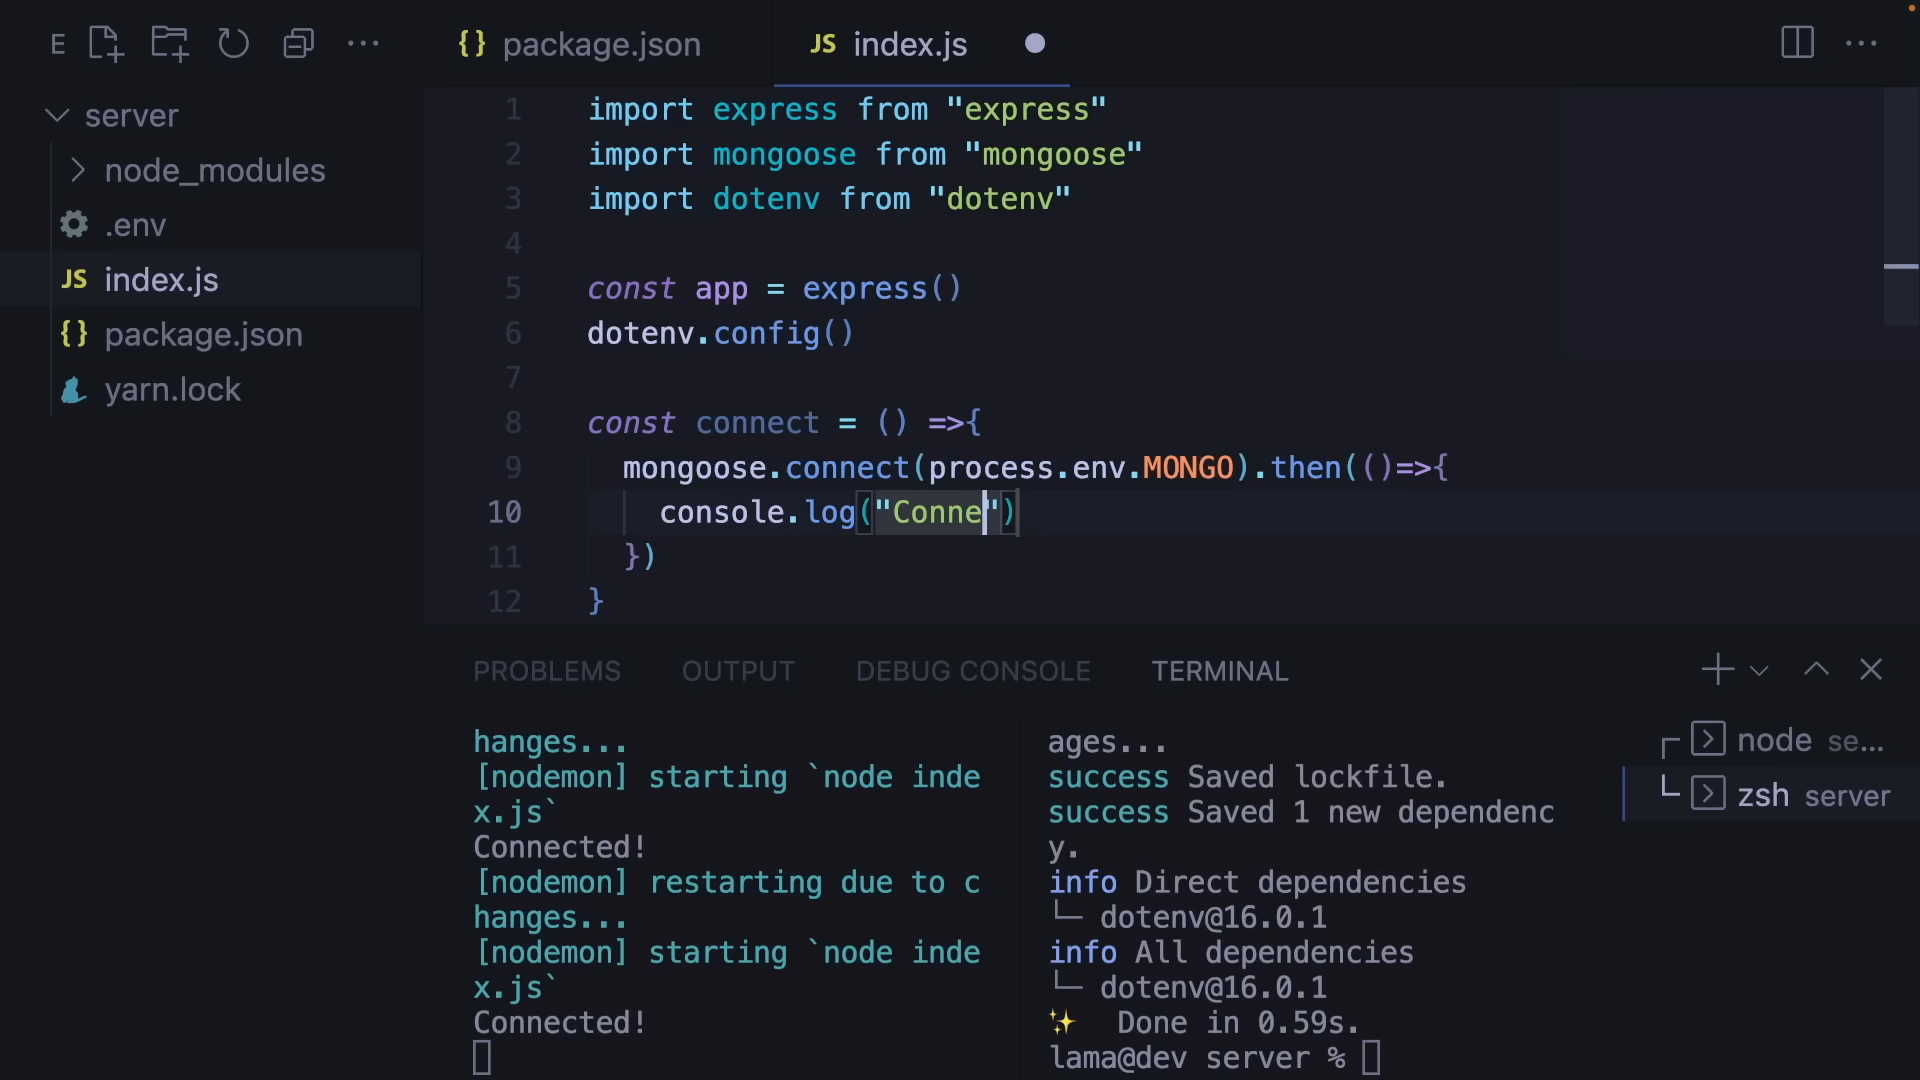 E
package.json
JS index.js
server
node_modules
.env
JS index.js
package.json
yarn.lock
1 import express from "express"
2 import mongoose from "mongoose"
3 import dotenv from "dotenv"
4
5 const app = express()
6 dotenv.config()
7
8 const connect = () =>{
9 mongoose.connect(process.env.MONGO).then(()=>{
10 console.log("Conne")
11 })
12 }
PROBLEMS OUTPUT DEBUG CONSOLE TERMINAL
hanges...
[nodemon] starting `node inde
x.js`
Connected!
[nodemon] restarting due to c
hanges...
[nodemon] starting `node inde
x.js`
Connected!
ages...
success Saved lockfile.
success Saved 1 new dependenc
y.
info Direct dependencies
└─ dotenv@16.0.1
info All dependencies
└─ dotenv@16.0.1
✨ Done in 0.59s.
lama@dev server %
node se...
zsh server